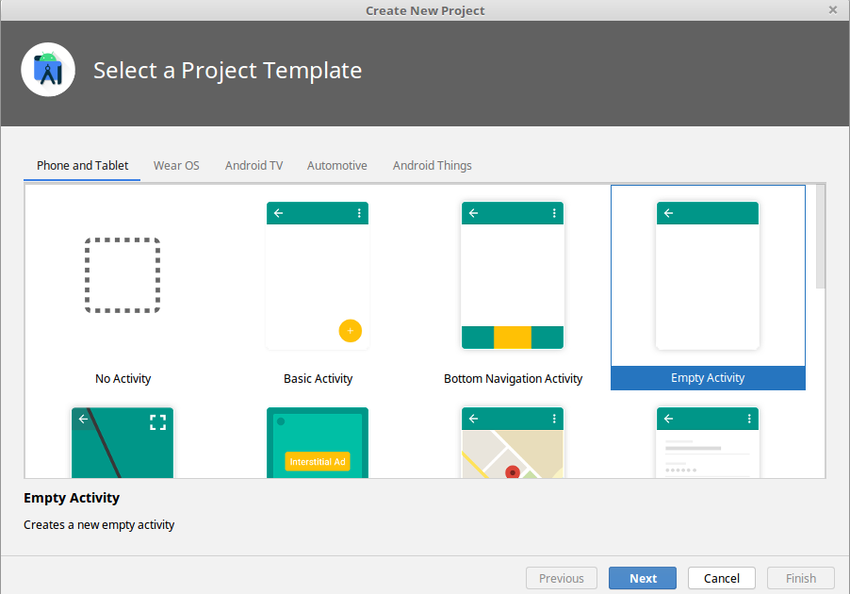 Create New Project
Select a Project Template
Phone and Tablet
Wear OS
Android TV
Automotive
Android Things
No Activity
Basic Activity
Bottom Navigation Activity
Empty Activity
Interstitial Ad
Empty Activity
Creates a new empty activity
Previous
Next
Cancel
Finish